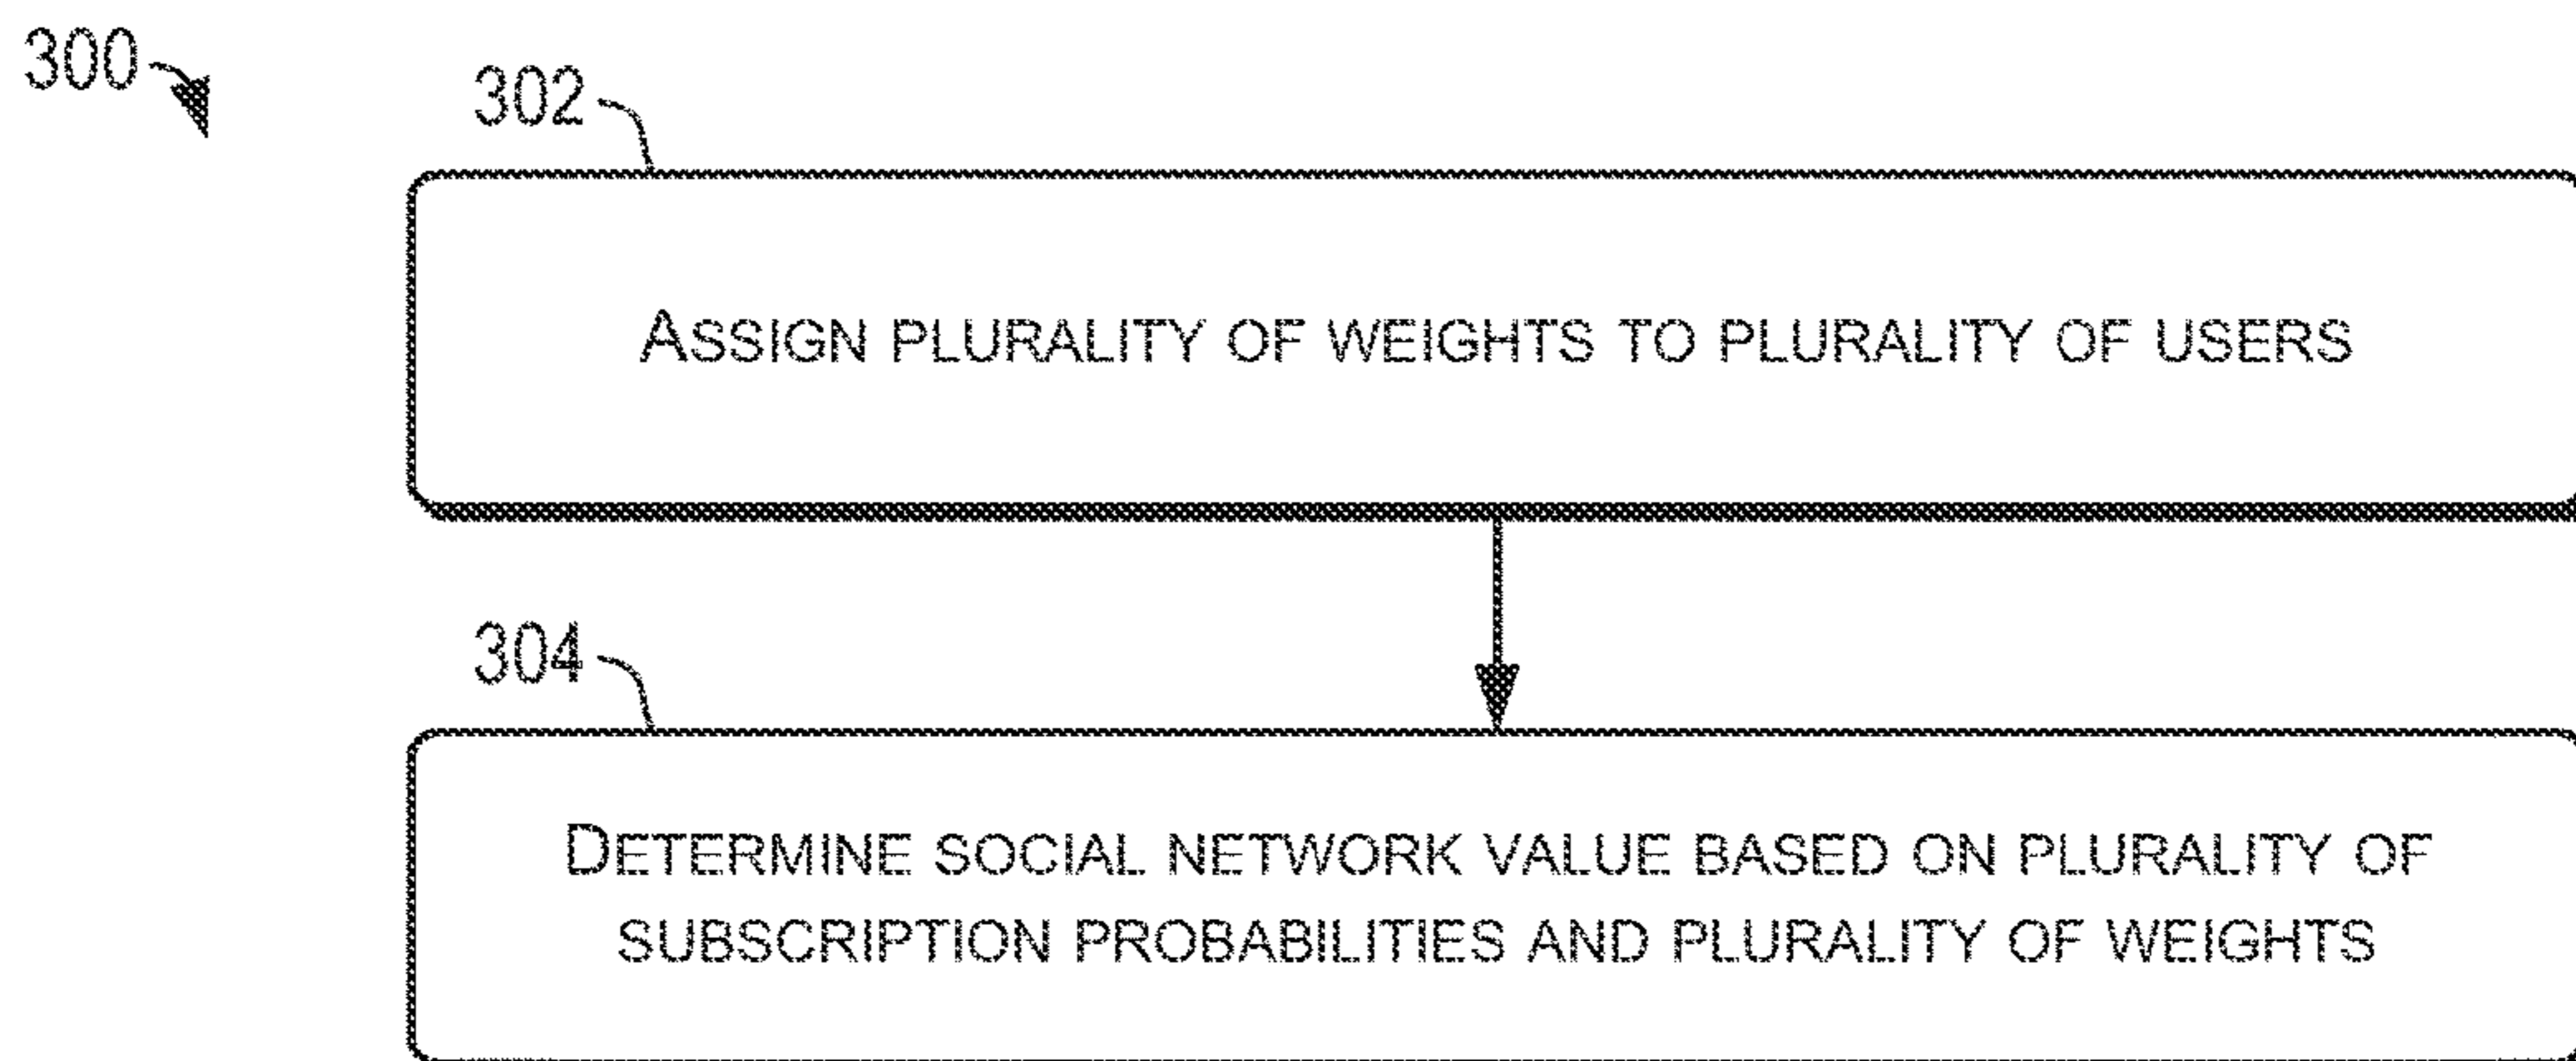 300
302
ASSIGN PLURALITY OF WEIGHTS TO PLURALITY OF USERS
304
DETERMINE SOCIAL NETWORK VALUE BASED ON PLURALITY OF
SUBSCRIPTION PROBABILITIES AND PLURALITY OF WEIGHTS